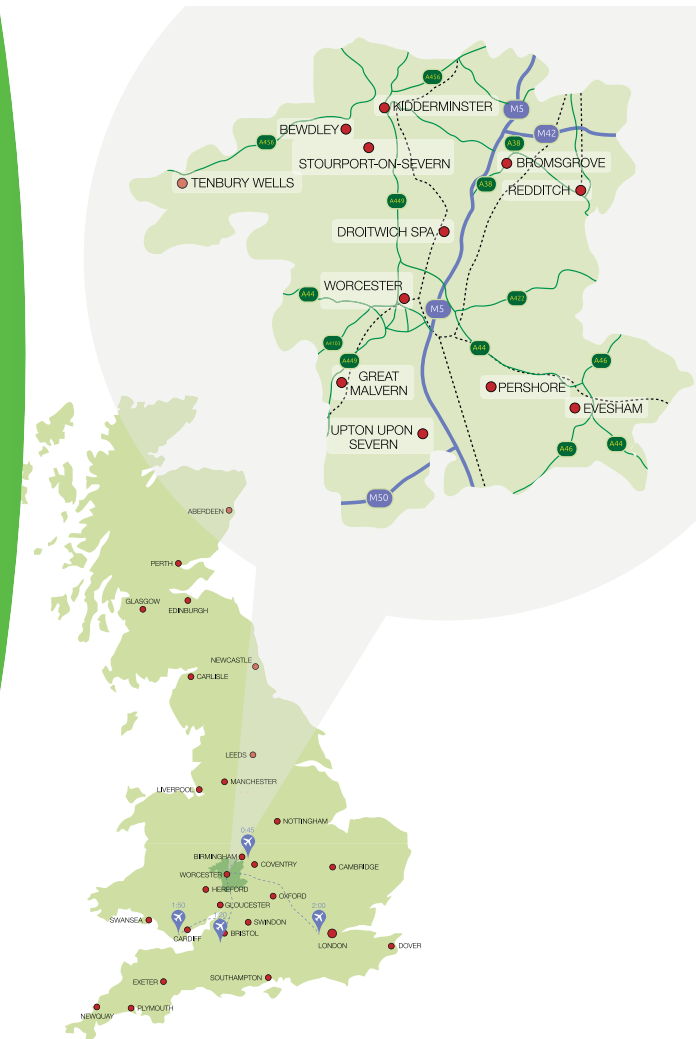 A456
KIDDERMINSTER
M5
BEWDLEY
M42
A456
A38
STOURPORT-ON-SEVERN
BROMSGROVE
TENBURY WELLS
A38
REDDITCH
A449
DROITWICH SPA
WORCESTER
A44
A422
M5
A4103
A44
A449
A46
GREAT
MALVERN
PERSHORE
EVESHAM
UPTON UPON
SEVERN
A46
A44
M50
ABERDEEN
PERTH
GLASGOW
EDINBURGH
NEWCASTLE
CARLISLE
LEEDS
MANCHESTER
LIVERPOOL
NOTTINGHAM
0:45
BIRMINGHAM
COVENTRY
CAMBRIDGE
WORCESTER
HEREFORD
OXFORD
1:50
GLOUCESTER
2:00
SWANSEA
SWINDON
CARDIFF
BRISTOL
LONDON
DOVER
EXETER
SOUTHAMPTON
PLYMOUTH
NEWQUAY